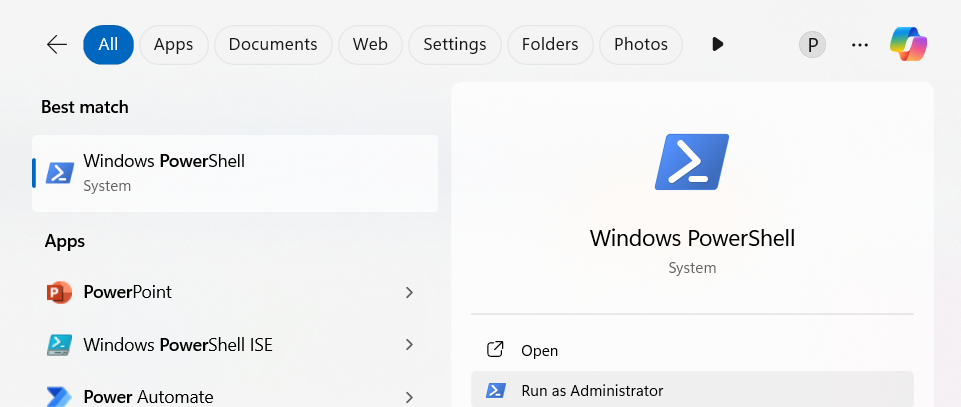 All
Apps
Documents
Web
Settings
Folders
Photos
P
Best match
Windows PowerShell
System
Apps
PowerPoint
Windows PowerShell ISE
Power Automate
Windows PowerShell
System
Open
Run as Administrator